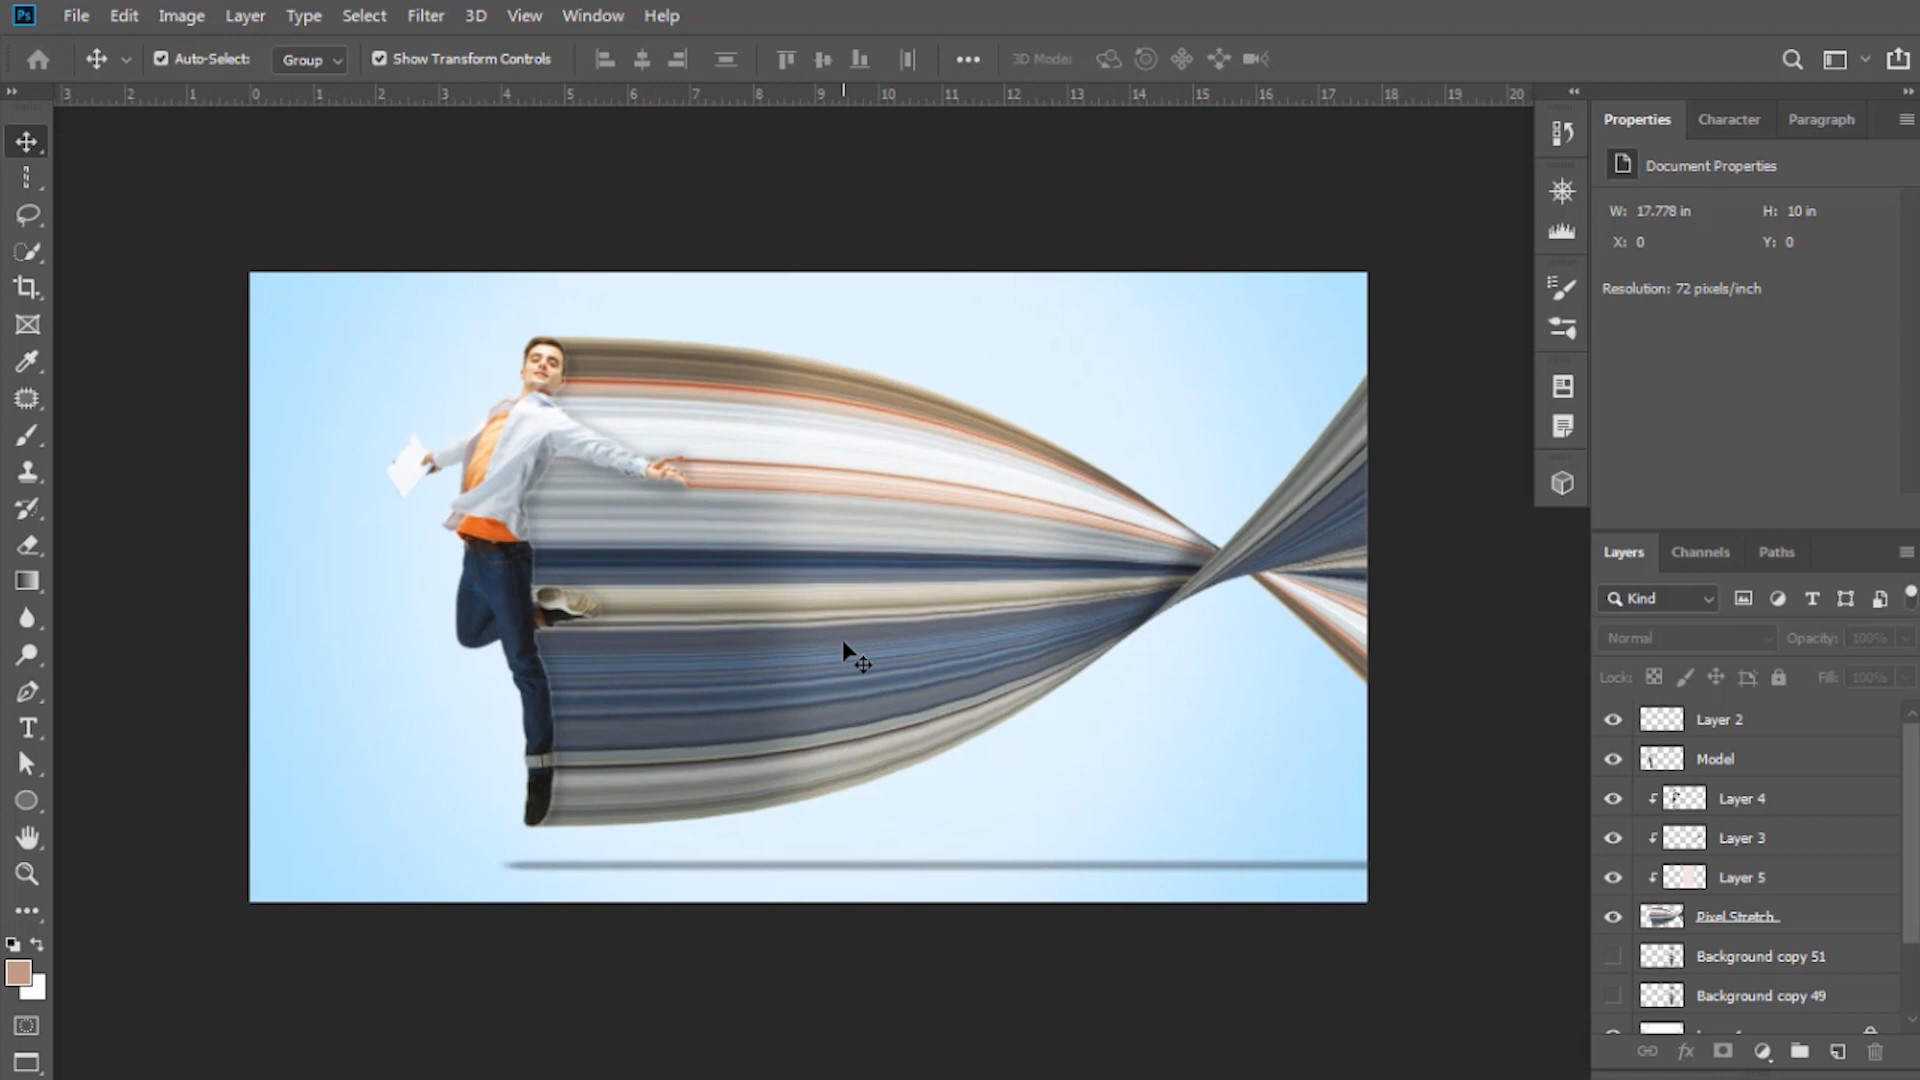 Ps File Edit Image Layer Type Select Filter 3D View Window Help
Auto-Select: Group Show Transform Controls 3D Mode:
3 2 1 0 1 2 3 4 5 6 7 8 9 10 11 12 13 14 15 16 17 18 19 20
Properties Character Paragraph
Document Properties
W: 17.778 in H: 10 in
X: 0 Y: 0
Resolution: 72 pixels/inch
Layers Channels Paths
Kind
Normal Opacity: 100%
Lock: Fill: 100%
Layer 2
Model
Layer 4
Layer 3
Layer 5
Pixel Stretch
Background copy 51
Background copy 49